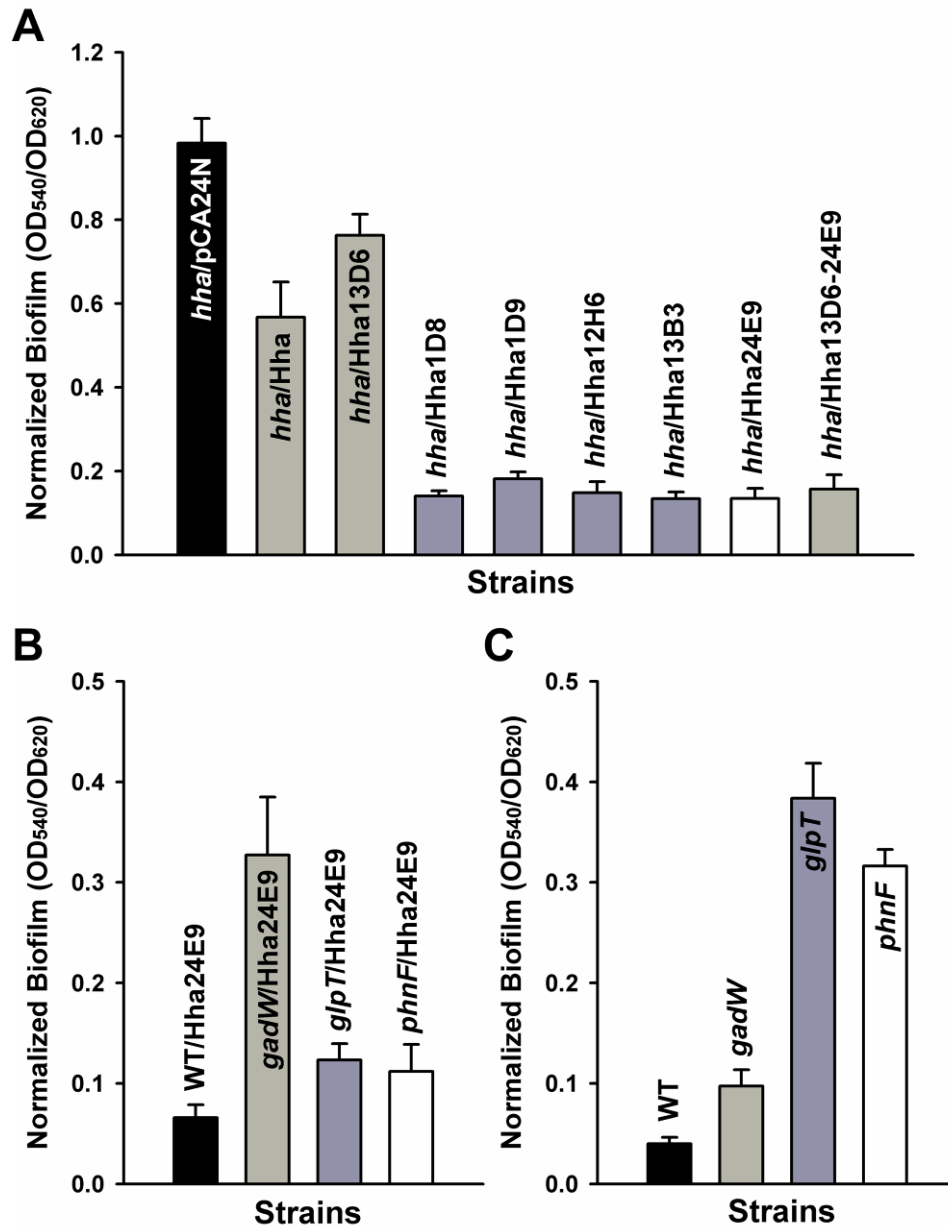 A
Normalized Biofilm (OD540/OD620)
1.2
1.0
0.8
0.6
0.4
0.2
0.0
hha/pCA24N
hha/Hha
hha/Hha13D6
hha/Hha1D8
hha/Hha1D9
hha/Hha12H6
hha/Hha13B3
hha/Hha24E9
hha/Hha13D6-24E9
Strains
B
Normalized Biofilm (OD540/OD620)
0.5
0.4
0.3
0.2
0.1
0.0
WT/Hha24E9
gadW/Hha24E9
glpT/Hha24E9
phnF/Hha24E9
Strains
C
Normalized Biofilm (OD540/OD620)
0.5
0.4
0.3
0.2
0.1
0.0
WT
gadW
glpT
phnF
Strains